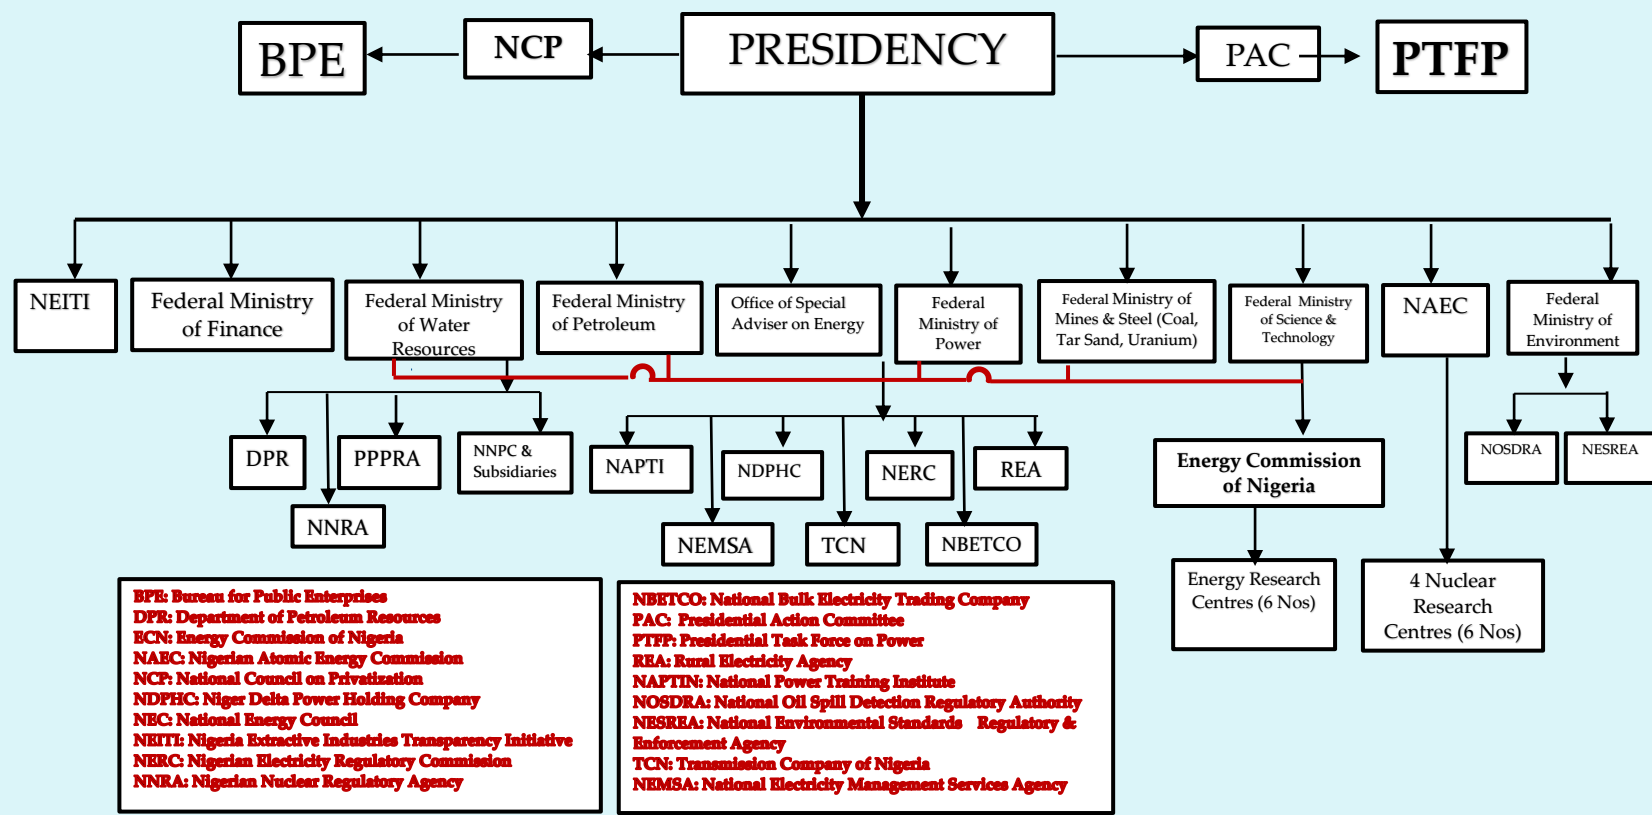 BPE
NCP
PRESIDENCY
PAC
PTFP
NEITI
Federal Ministry
of Finance
Federal Ministry
of Water
Resources
Federal Ministry
of Petroleum
Office of Special
Adviser on Energy
Federal
Ministry of
Power
Federal Ministry of
Mines & Steel (Coal,
Tar Sand, Uranium)
Federal Ministry
of Science &
Technology
NAEC
Federal
Ministry of
Environment
DPR
PPPRA
NNPC &
Subsidiaries
NNRA
NAPTI
NDPHC
NERC
REA
NEMSA
TCN
NBETCO
Energy Commission
of Nigeria
NOSDRA
NESREA
Energy Research
Centres (6 Nos)
4 Nuclear
Research
Centres (6 Nos)
BPE: Bureau for Public Enterprises
DPR: Department of Petroleum Resources
ECN: Energy Commission of Nigeria
NAEC: Nigerian Atomic Energy Commission
NCP: National Council on Privatization
NDPHC: Niger Delta Power Holding Company
NEC: National Energy Council
NEITI: Nigeria Extractive Industries Transparency Initiative
NERC: Nigerian Electricity Regulatory Commission
NNRA: Nigerian Nuclear Regulatory Agency
NBETCO: National Bulk Electricity Trading Company
PAC: Presidential Action Committee
PTFP: Presidential Task Force on Power
REA: Rural Electricity Agency
NAPTIN: National Power Training Institute
NOSDRA: National Oil Spill Detection Regulatory Authority
NESREA: National Environmental Standards Regulatory &
Enforcement Agency
TCN: Transmission Company of Nigeria
NEMSA: National Electricity Management Services Agency